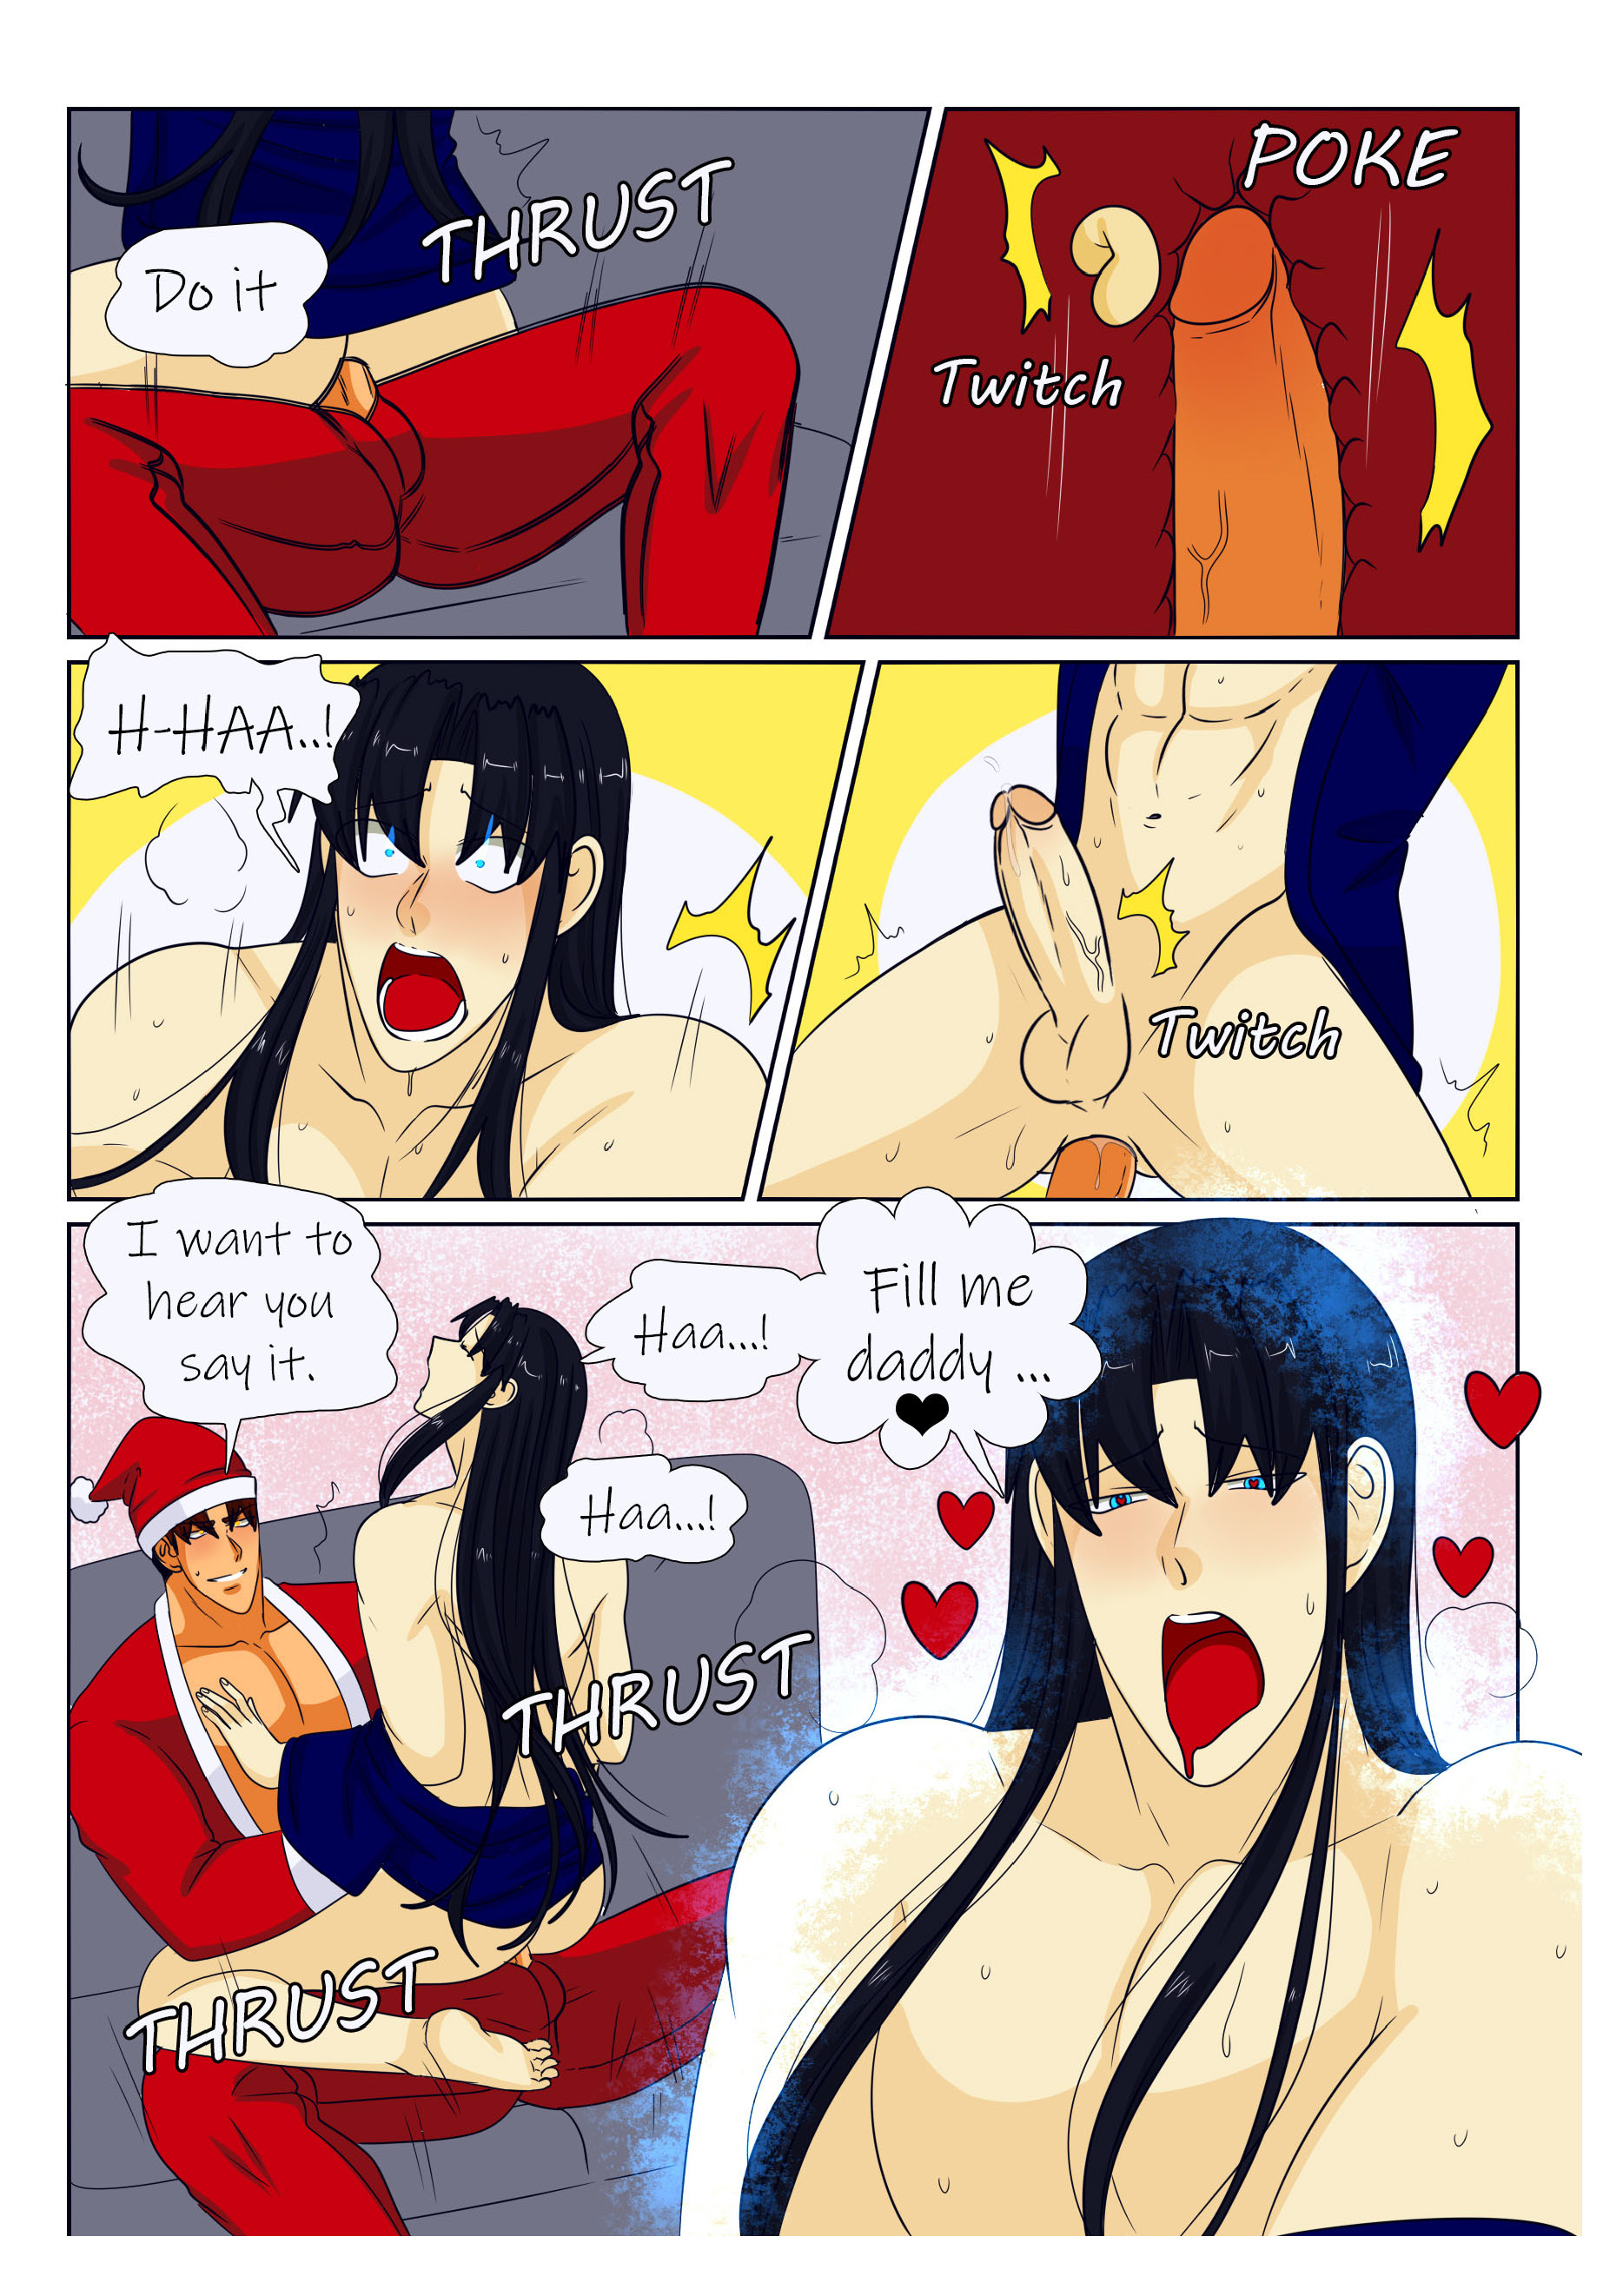 Do it
THRUST
POKE
Twitch
H-HAA..!
Twitch
I want to
hear you
say it.
Haa...!
Fill me
daddy ...
Haa...!
THRUST
THRUST